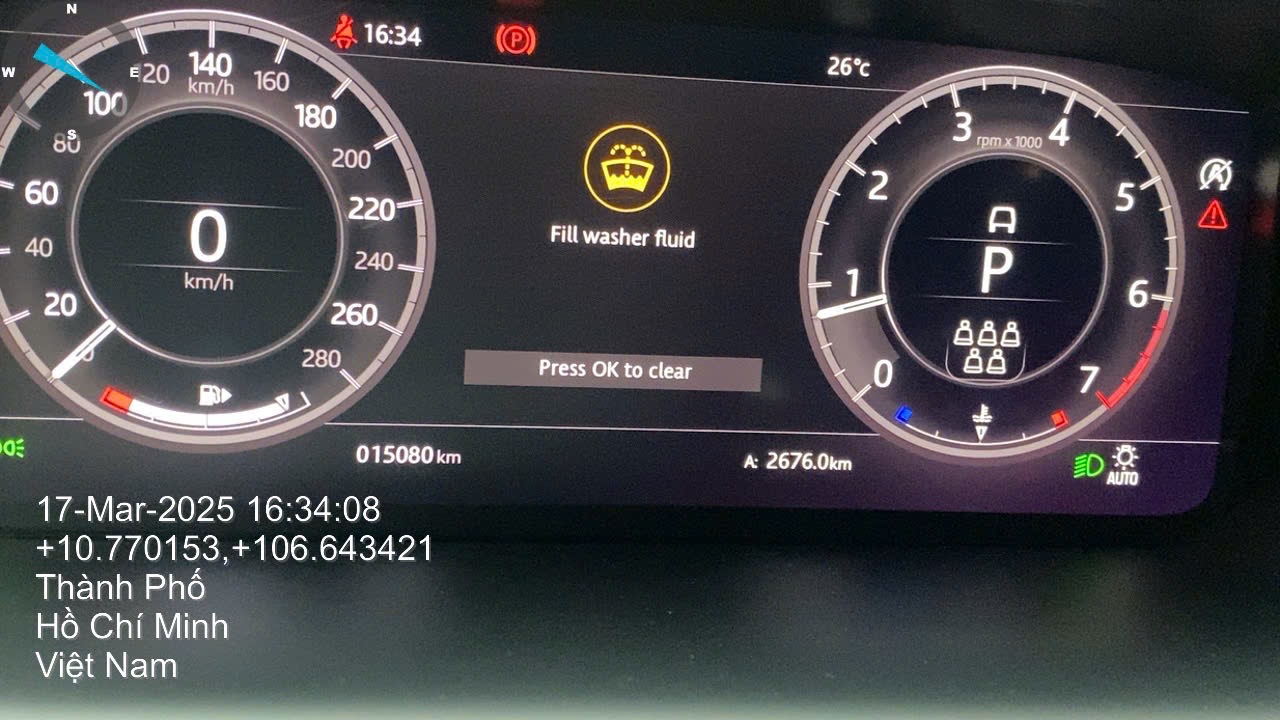 N
W
E
S
16:34
P
26°C
0
20
40
60
80
100
120
140
km/h
160
180
200
220
240
260
280
0
km/h
Fill washer fluid
Press OK to clear
0
1
2
3
4
5
6
7
rpm x 1000
A
P
015080 km
A: 2676.0km
AUTO
17-Mar-2025 16:34:08
+10.770153,+106.643421
Thành Phố
Hồ Chí Minh
Việt Nam